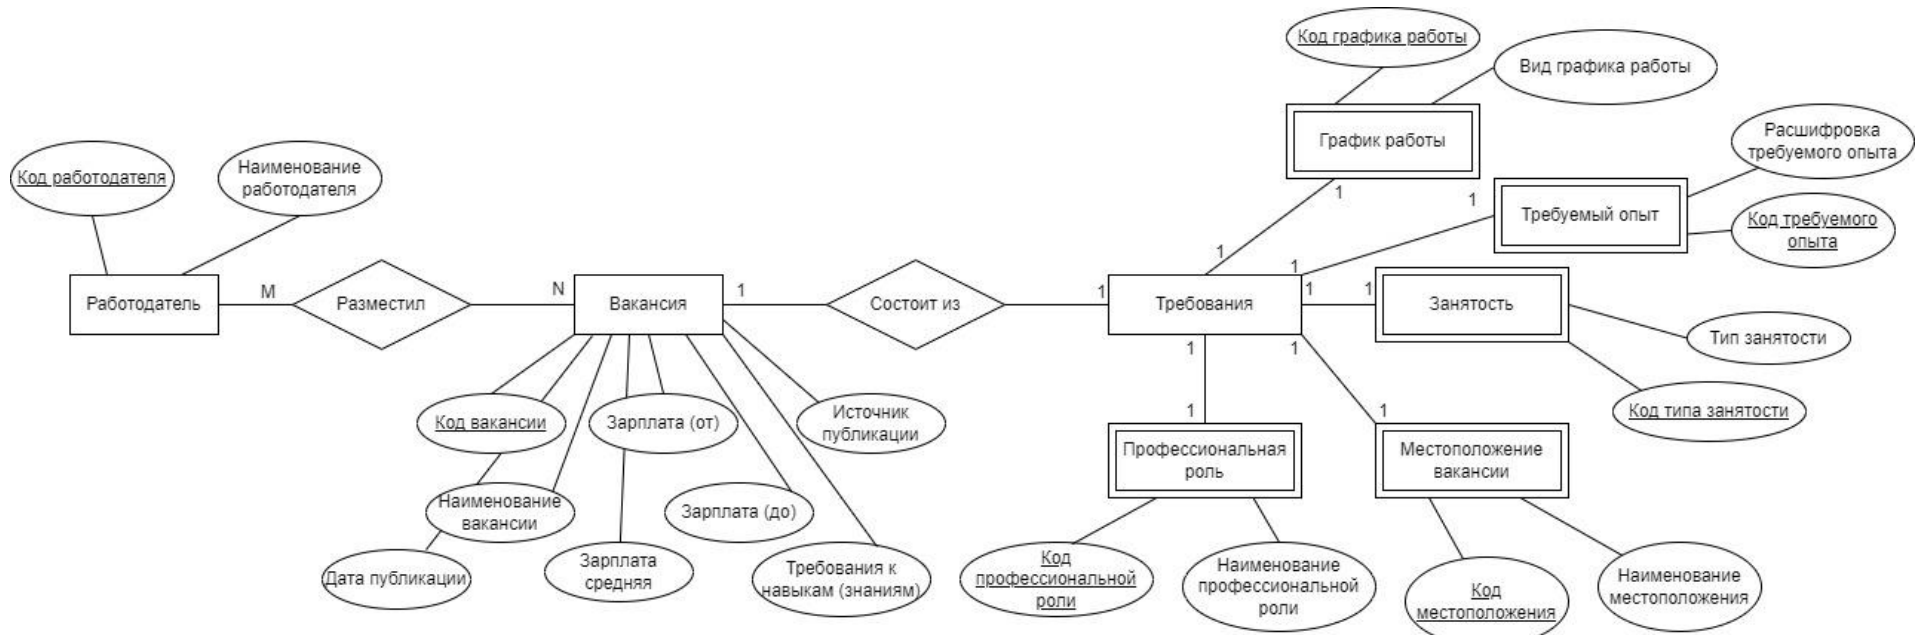 Код графика работы
Вид графика работы
График работы
Расшифровка
требуемого опыта
Код работодателя
Наименование
работодателя
Требуемый опыт
Код требуемого
опыта
1
1
1
1
Работодатель
M
Разместил
N
Вакансия
1
Состоит из
1
Требования
1
1
Занятость
Тип занятости
Код типа занятости
1
1
1
1
Код вакансии
Зарплата (от)
Источник
публикации
Профессиональная
роль
Местоположение
вакансии
Наименование
вакансии
Зарплата (до)
Дата публикации
Зарплата
средняя
Требования к
навыкам (знаниям)
Код
профессиональной
роли
Наименование
профессиональной
роли
Код
местоположения
Наименование
местоположения